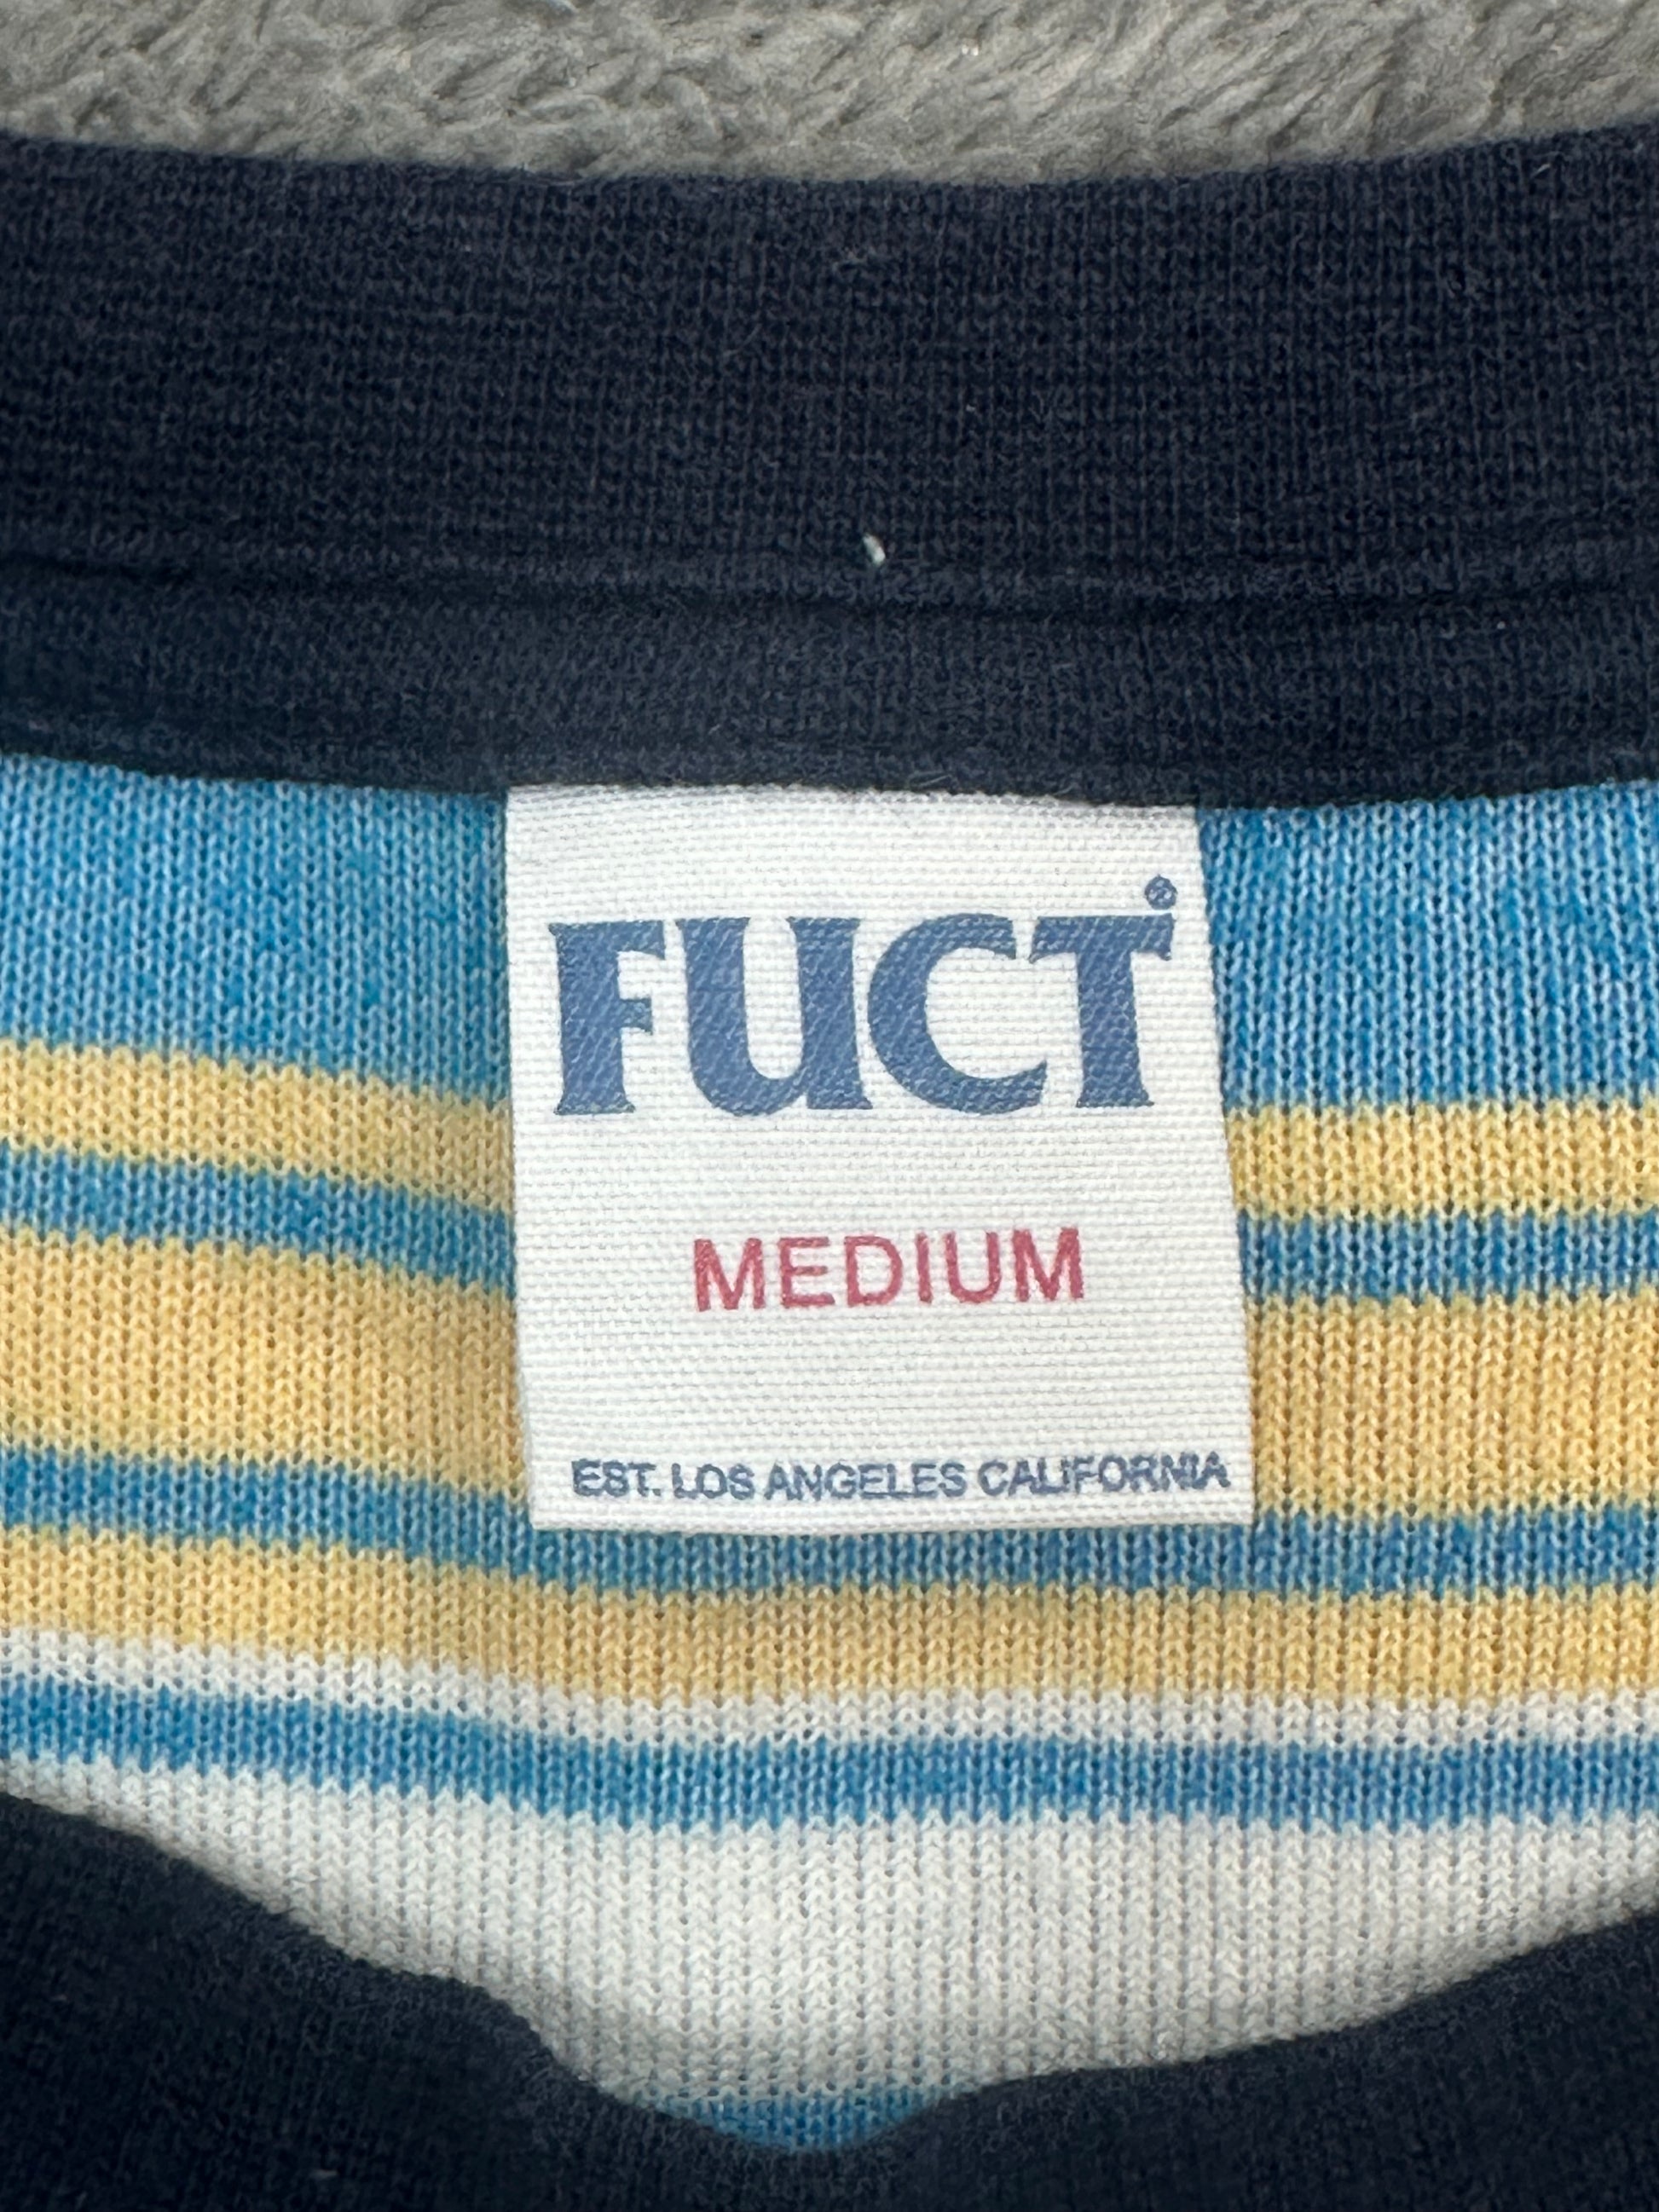 FUCT®
MEDIUM
EST. LOS ANGELES CALIFORNIA